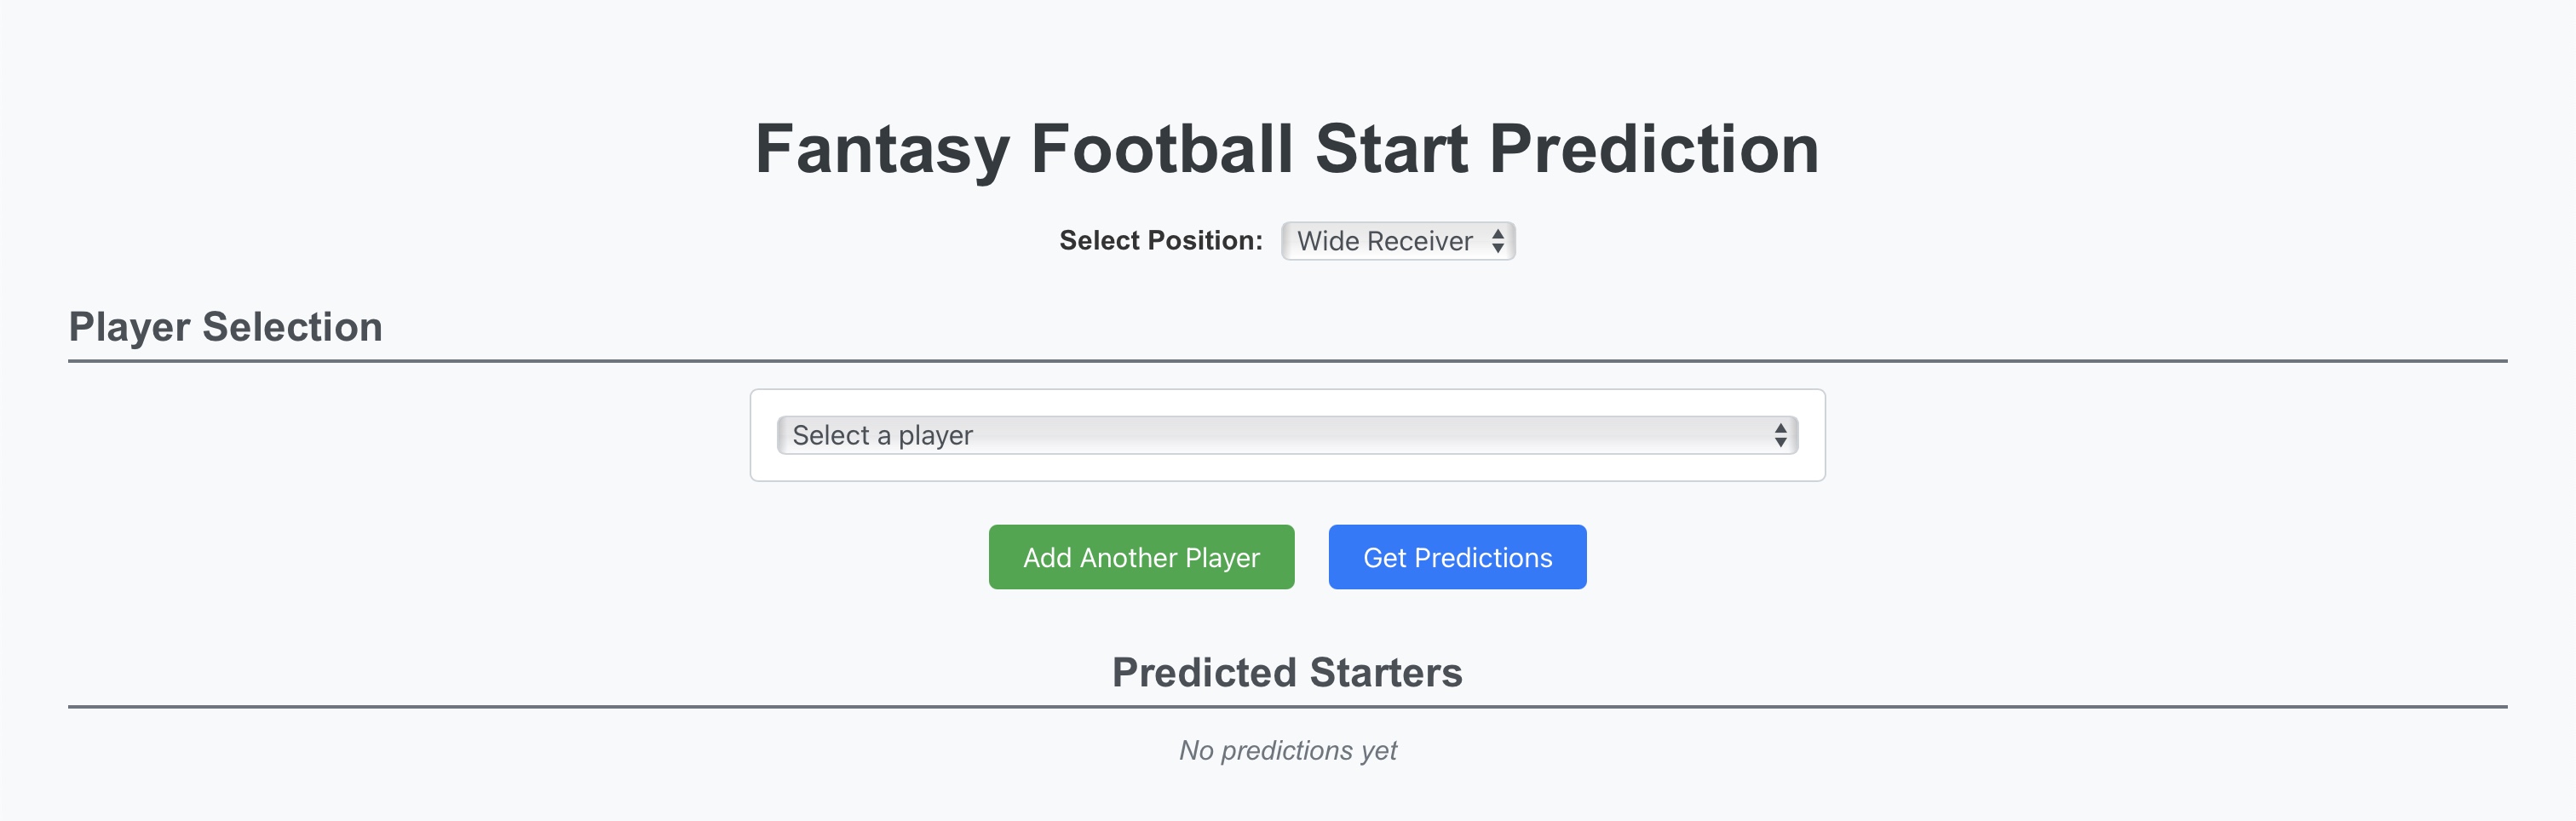 Fantasy Football Start Prediction
Select Position: Wide Receiver
Player Selection
Select a player
Add Another Player Get Predictions
Predicted Starters
No predictions yet